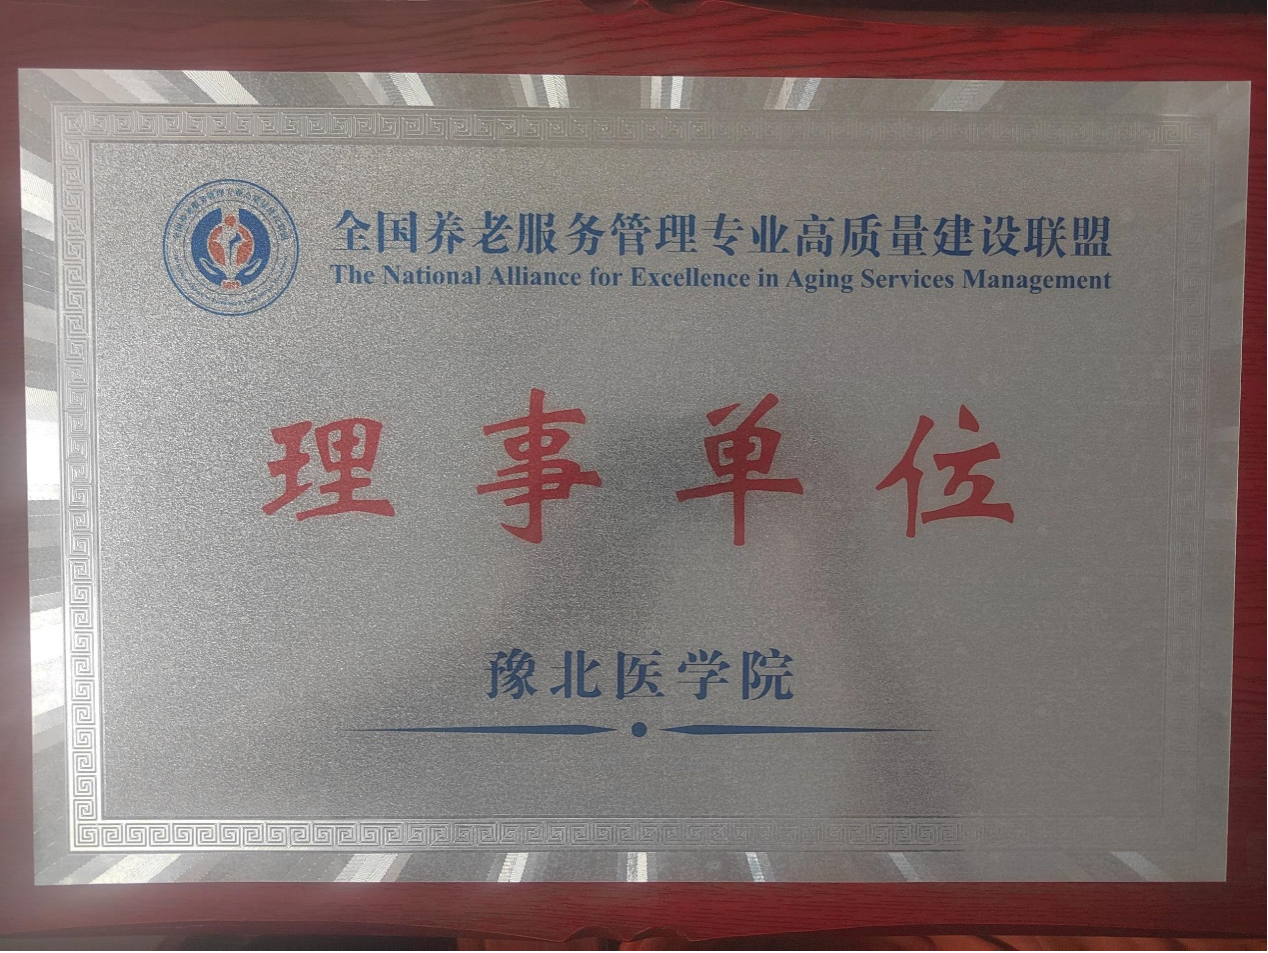 全国养老服务管理专业高质量建设联盟
The National Alliance for Excellence in Aging Services Management
理事单位
豫北医学院